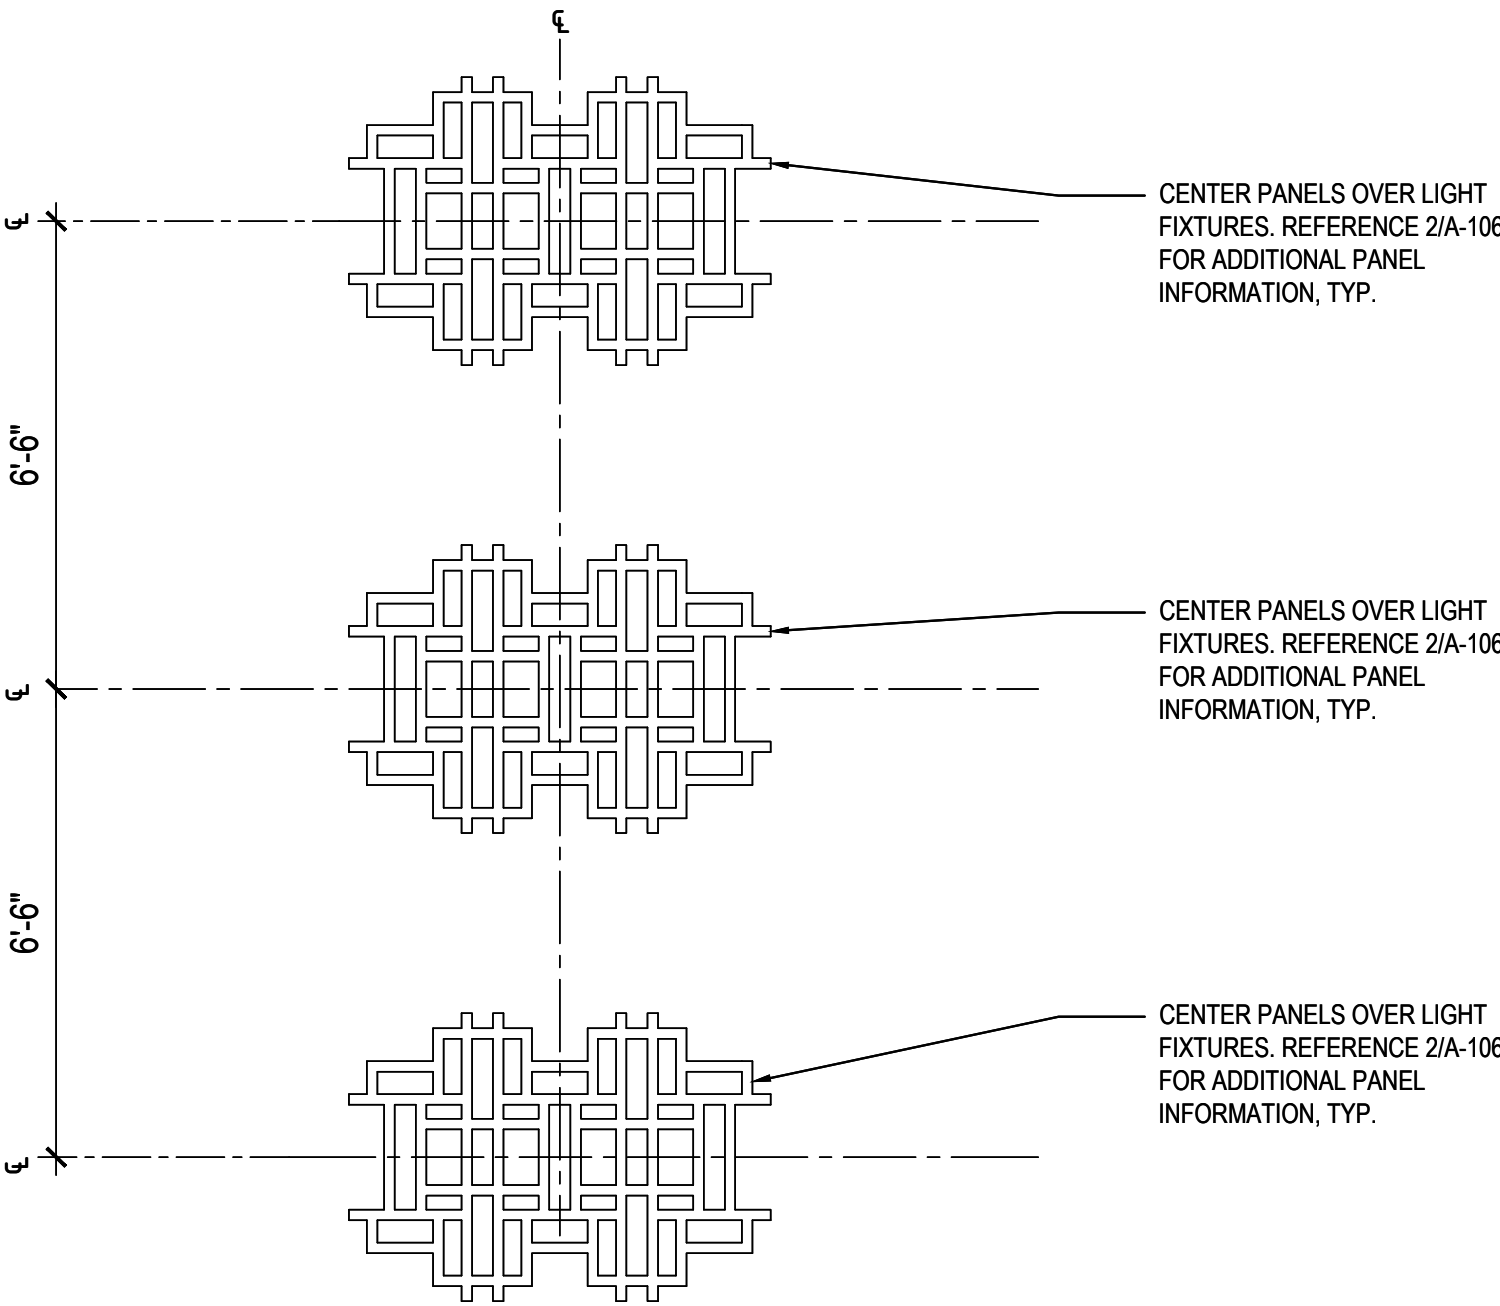 ℄
CENTER PANELS OVER LIGHT
FIXTURES. REFERENCE 2/A-106
FOR ADDITIONAL PANEL
INFORMATION, TYP.
℄
6'-6"
CENTER PANELS OVER LIGHT
FIXTURES. REFERENCE 2/A-106
FOR ADDITIONAL PANEL
INFORMATION, TYP.
℄
6'-6"
CENTER PANELS OVER LIGHT
FIXTURES. REFERENCE 2/A-106
FOR ADDITIONAL PANEL
INFORMATION, TYP.
℄